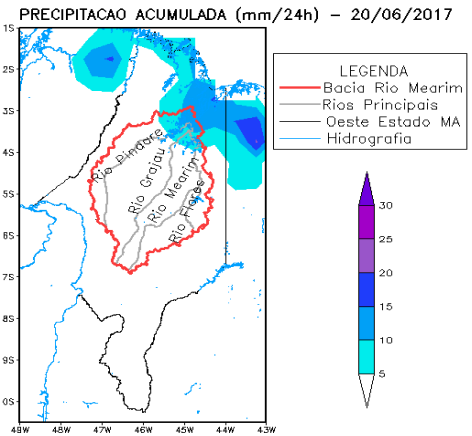 PRECIPITACAO ACUMULADA (mm/24h) – 20/06/2017
1S
2S
3S
4S
5S
6S
7S
8S
9S
0S
49W 48W 47W 46W 45W 44W 43W
Rio Pindare
Rio Grajau
Rio Mearim
Rio Flores
LEGENDA
Bacia Rio Mearim
Rios Principais
Oeste Estado MA
Hidrografia
30
25
20
15
10
5